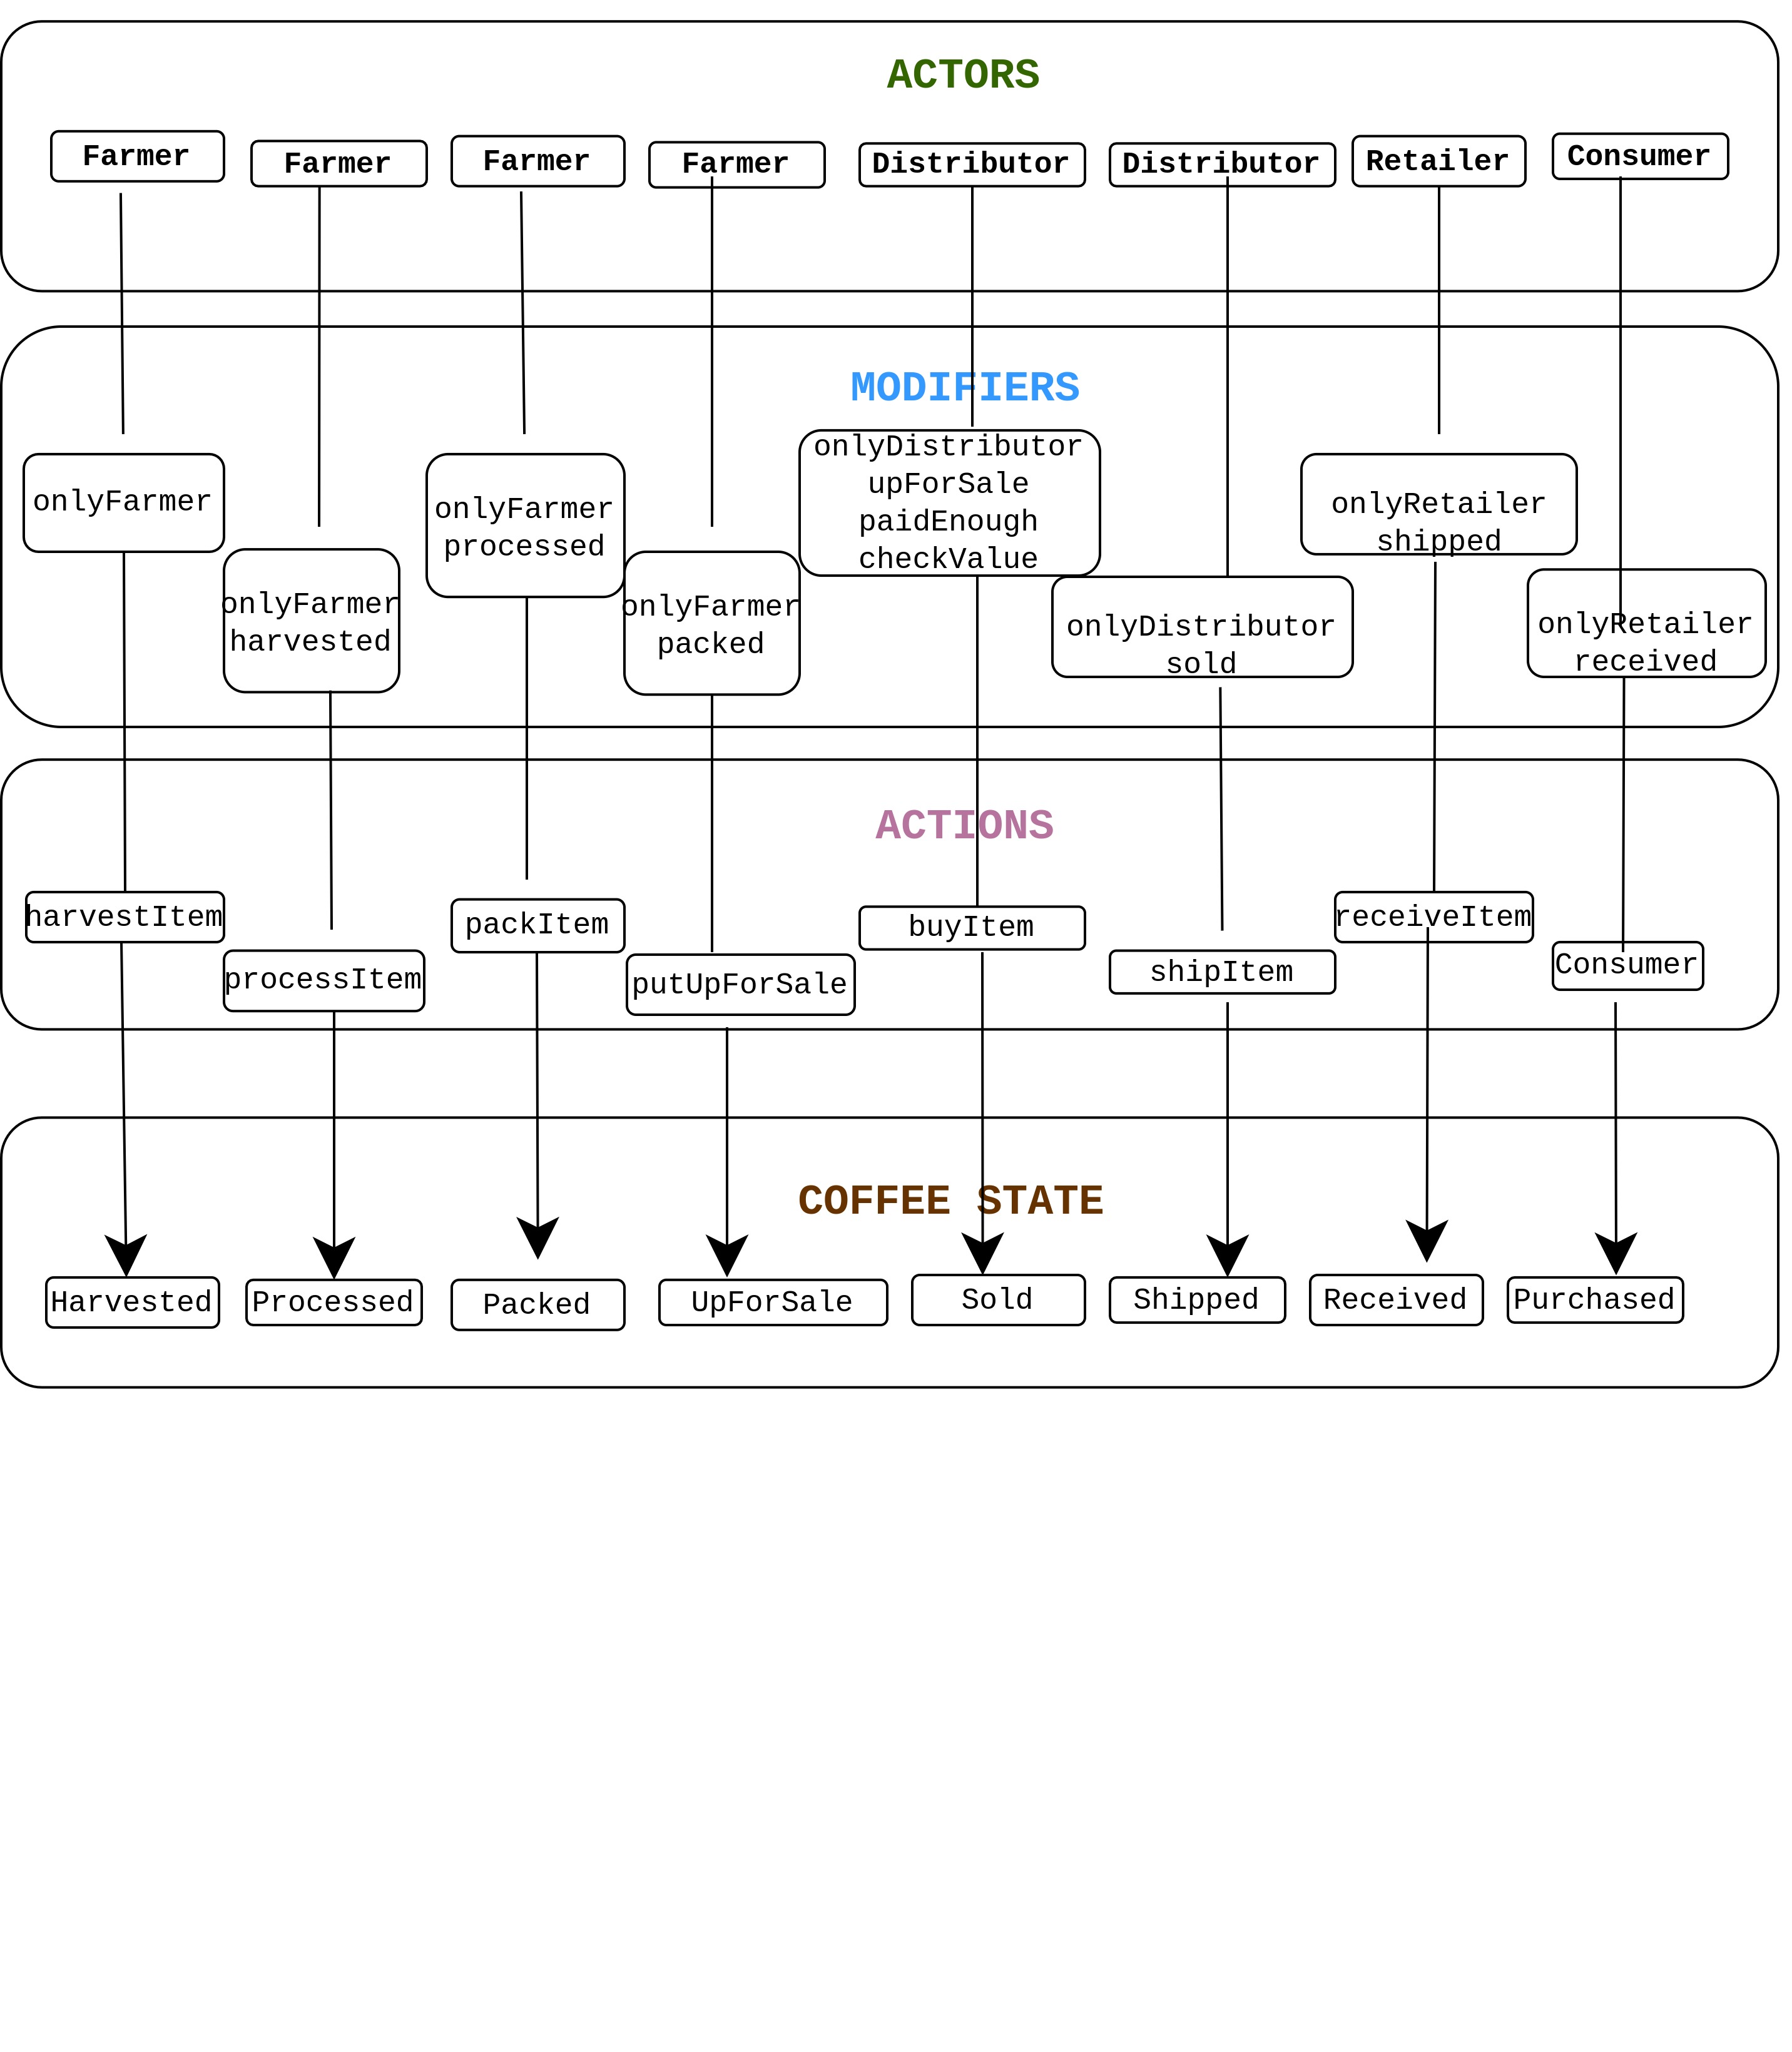 ACTORS
Farmer
Farmer
Farmer
Farmer
Distributor
Distributor
Retailer
Consumer
MODIFIERS
onlyFarmer
onlyFarmer
harvested
onlyFarmer
processed
onlyFarmer
packed
onlyDistributor
upForSale
paidEnough
checkValue
onlyDistributor
sold
onlyRetailer
shipped
onlyRetailer
received
ACTIONS
harvestItem
processItem
packItem
putUpForSale
buyItem
shipItem
receiveItem
Consumer
COFFEE STATE
Harvested
Processed
Packed
UpForSale
Sold
Shipped
Received
Purchased